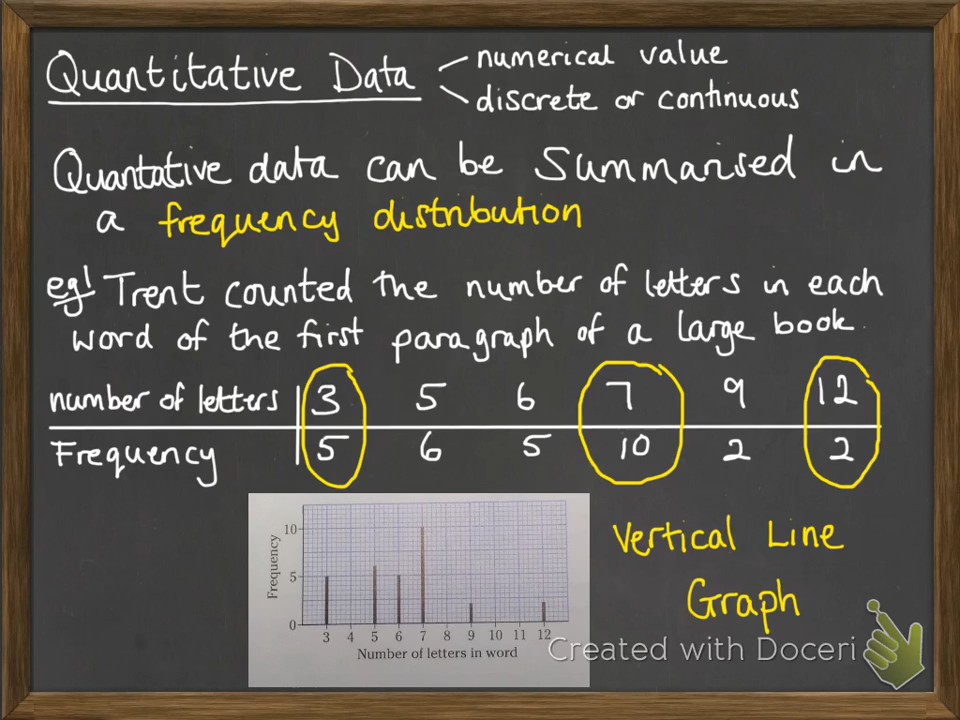 Quantitative Data
numerical value
discrete or continuous
Quantative data can be Summarised in
a frequency distribution
eg1 Trent counted the number of letters in each
word of the first paragraph of a large book.
number of letters 3 5 6 7 9 12
Frequency 5 6 5 10 2 2
Frequency
10
5
0
3 4 5 6 7 8 9 10 11 12
Number of letters in word
Vertical Line
Graph
Created with Doceri